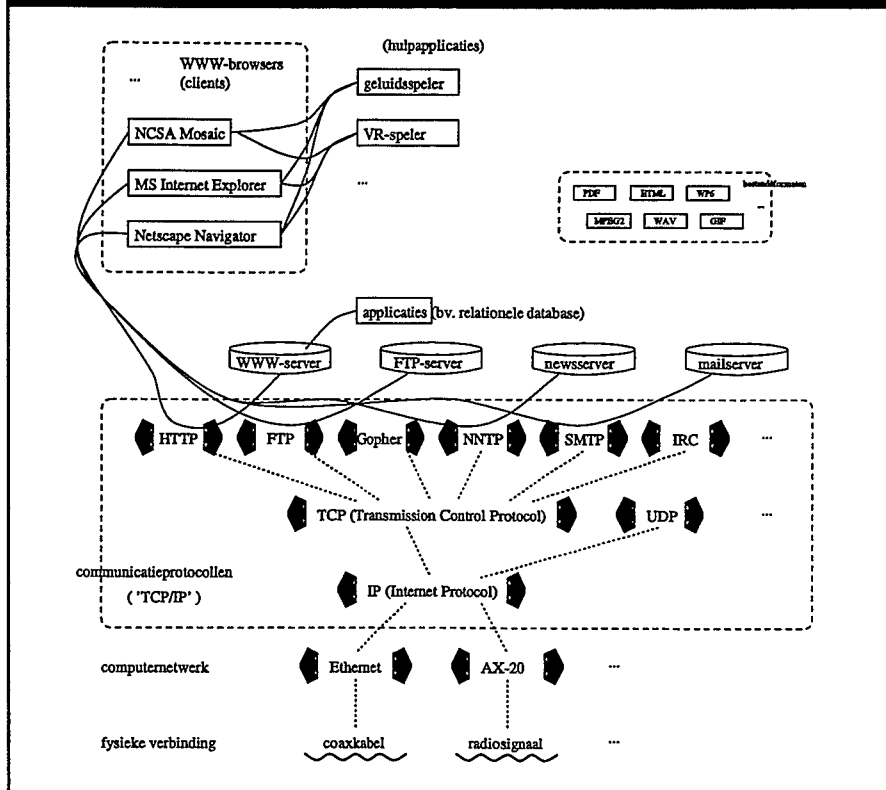 (hulpapplicaties)
... WWW-browsers
(clients)
geluidsspeler
NCSA Mosaic
VR-speler
MS Internet Explorer
...
Netscape Navigator
bestandsformaten
PDF HTML WP6 ...
MPEG2 WAV GIF
applicaties (bv. relationele database)
WWW-server FTP-server newsserver mailserver
HTTP FTP Gopher NNTP SMTP IRC ...
TCP (Transmission Control Protocol) UDP ...
communicatieprotocollen
( 'TCP/IP' )
IP (Internet Protocol)
computernetwerk Ethernet AX-20 ...
fysieke verbinding coaxkabel radiosignaal ...